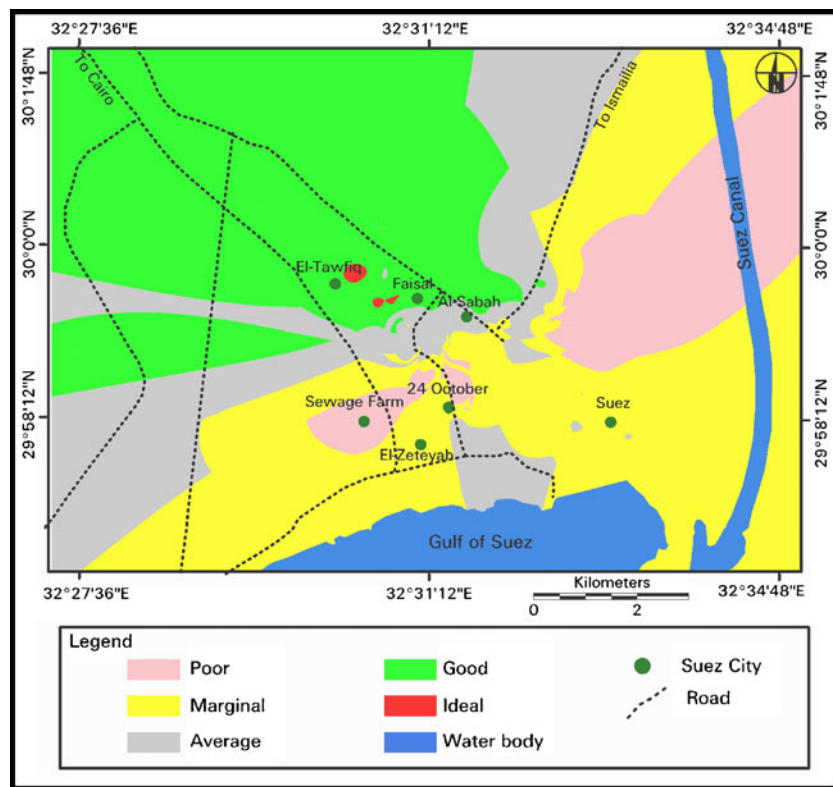 32°27'36"E 32°31'12"E 32°34'48"E
30°1'48"N 30°1'48"N
To Cairo
To Ismailia
N
Suez Canal
30°0'0"N 30°0'0"N
El-Tawfiq
Faisal
Al-Sabah
24 October
Sewage Farm
Suez
29°58'12"N 29°58'12"N
El-Zeteyah
Gulf of Suez
32°27'36"E 32°31'12"E 32°34'48"E
Kilometers
0 2
Legend
Poor Good Suez City
Marginal Ideal Road
Average Water body